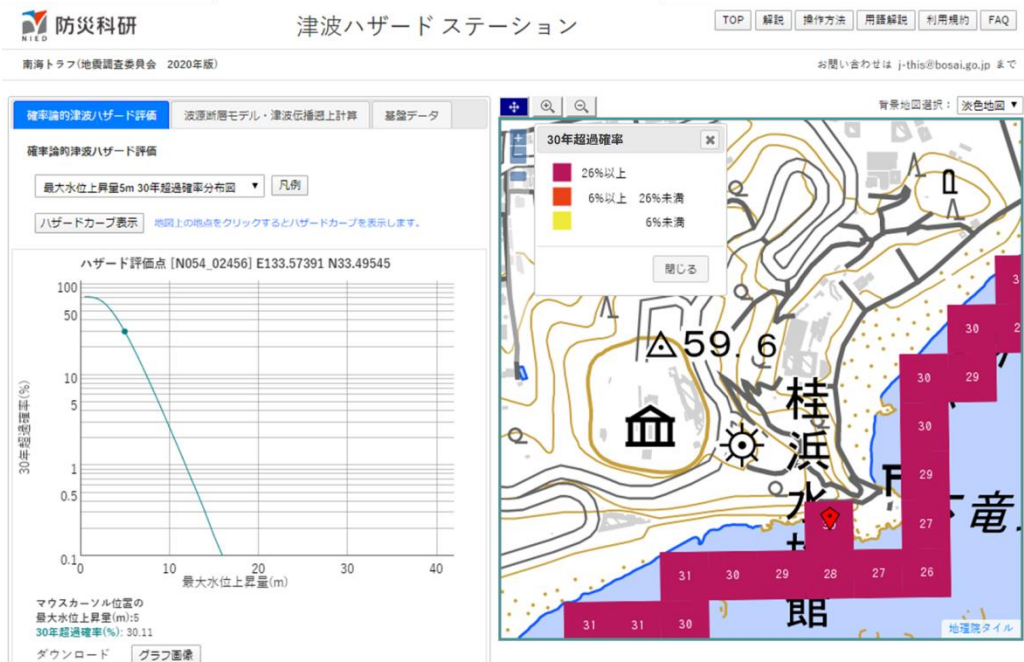 防災科研
NIED
津波ハザード ステーション
TOP 解説 操作方法 用語解説 利用規約 FAQ
南海トラフ(地震調査委員会　2020年版)
お問い合わせは j-this@bosai.go.jp まで
確率論的津波ハザード評価 波源断層モデル・津波伝播遡上計算 基盤データ
背景地図選択： 淡色地図 ▼
確率論的津波ハザード評価
最大水位上昇量5m 30年超過確率分布図 ▼ 凡例
ハザードカーブ表示 地図上の地点をクリックするとハザードカーブを表示します。
ハザード評価点 [N054_02456] E133.57391 N33.49545
100
50
10
5
1
0.5
0.1
30年超過確率(%)
0 10 20 30 40
最大水位上昇量(m)
マウスカーソル位置の
最大水位上昇量(m):5
30年超過確率(%): 30.11
ダウンロード グラフ画像
30年超過確率
26%以上
6%以上　26%未満
6%未満
閉じる
59.6
桂浜水
館
竜
30
30 29
30
29
27
31 30 29 28 27 26
31 31 30
地理院タイル